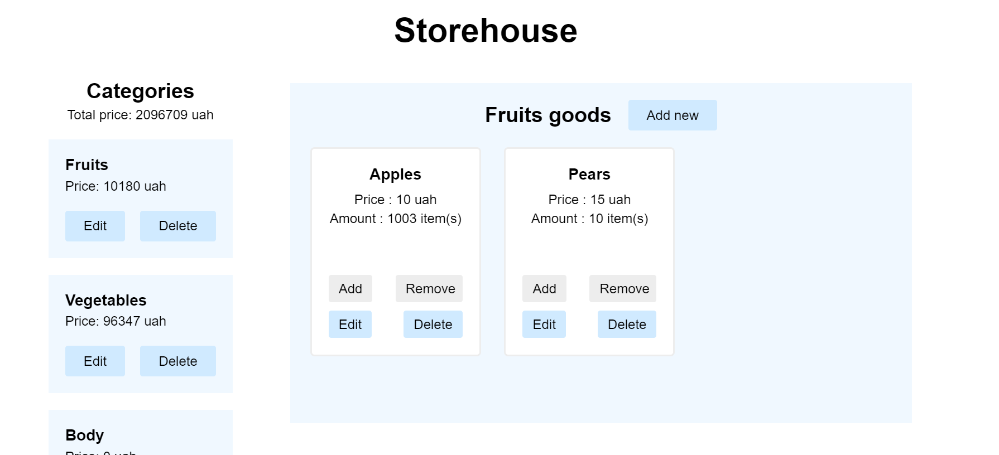 Storehouse
Categories
Total price: 2096709 uah
Fruits
Price: 10180 uah
Edit Delete
Vegetables
Price: 96347 uah
Edit Delete
Body
Price: 0 uah
Fruits goods Add new
Apples
Price : 10 uah
Amount : 1003 item(s)
Add Remove
Edit Delete
Pears
Price : 15 uah
Amount : 10 item(s)
Add Remove
Edit Delete